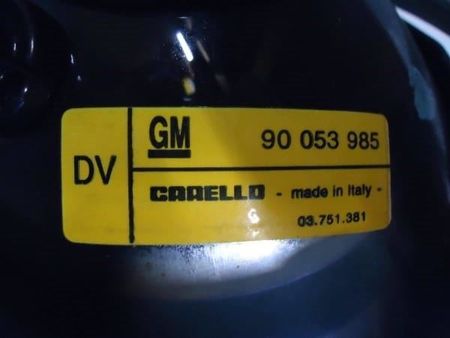 DV
GM 90 053 985
CARELLO - made in Italy -
03.751.381